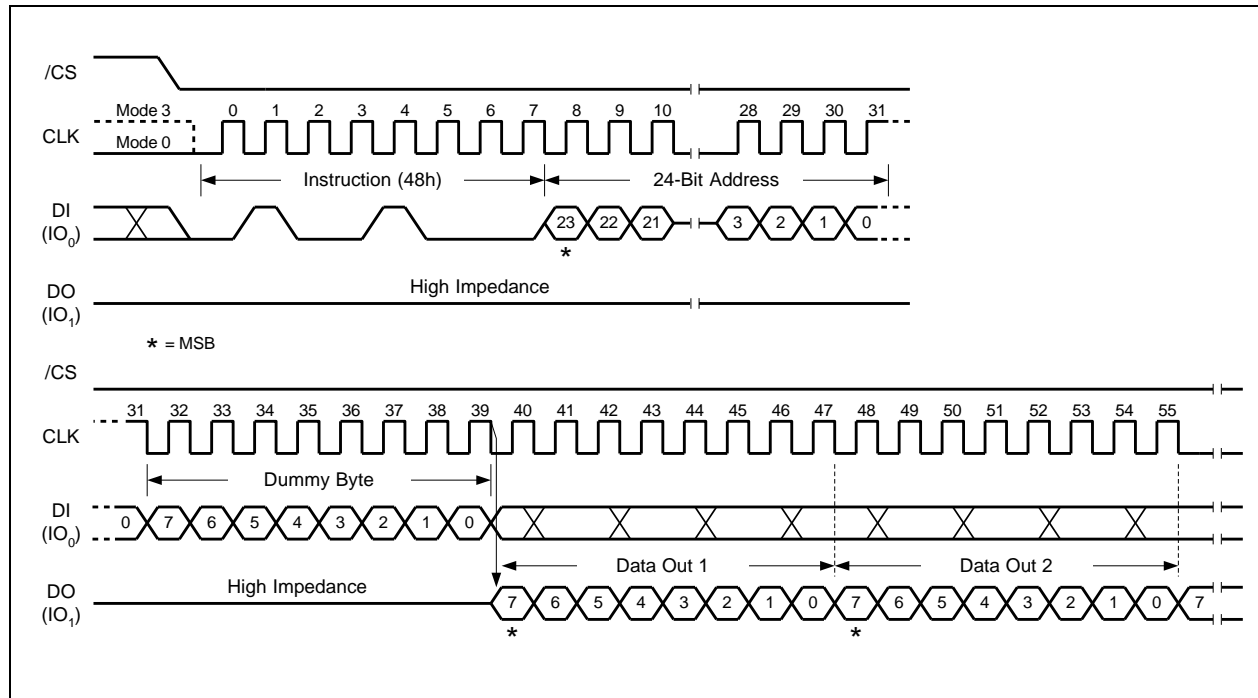 /CS
Mode 3 0 1 2 3 4 5 6 7 8 9 10 28 29 30 31
CLK
Mode 0
Instruction (48h) 24-Bit Address
DI
(IO0) 23 22 21 3 2 1 0
*
High Impedance
DO
(IO1)
* = MSB
/CS
31 32 33 34 35 36 37 38 39 40 41 42 43 44 45 46 47 48 49 50 51 52 53 54 55
CLK
Dummy Byte
DI
(IO0) 0 7 6 5 4 3 2 1 0
Data Out 1 Data Out 2
High Impedance
DO
(IO1) 7 6 5 4 3 2 1 0 7 6 5 4 3 2 1 0 7
* *